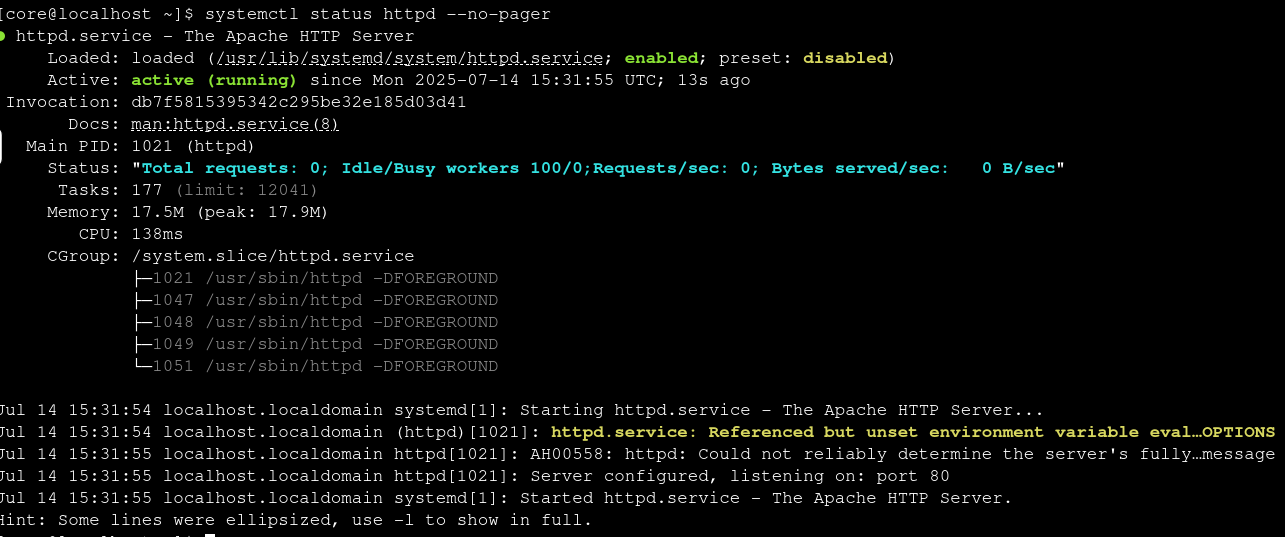 [core@localhost ~]$ systemctl status httpd --no-pager
● httpd.service - The Apache HTTP Server
     Loaded: loaded (/usr/lib/systemd/system/httpd.service; enabled; preset: disabled)
     Active: active (running) since Mon 2025-07-14 15:31:55 UTC; 13s ago
 Invocation: db7f5815395342c295be32e185d03d41
       Docs: man:httpd.service(8)
   Main PID: 1021 (httpd)
     Status: "Total requests: 0; Idle/Busy workers 100/0;Requests/sec: 0; Bytes served/sec:   0 B/sec"
      Tasks: 177 (limit: 12041)
     Memory: 17.5M (peak: 17.9M)
        CPU: 138ms
     CGroup: /system.slice/httpd.service
             ├─1021 /usr/sbin/httpd -DFOREGROUND
             ├─1047 /usr/sbin/httpd -DFOREGROUND
             ├─1048 /usr/sbin/httpd -DFOREGROUND
             ├─1049 /usr/sbin/httpd -DFOREGROUND
             └─1051 /usr/sbin/httpd -DFOREGROUND

Jul 14 15:31:54 localhost.localdomain systemd[1]: Starting httpd.service - The Apache HTTP Server...
Jul 14 15:31:54 localhost.localdomain (httpd)[1021]: httpd.service: Referenced but unset environment variable eval…OPTIONS
Jul 14 15:31:55 localhost.localdomain httpd[1021]: AH00558: httpd: Could not reliably determine the server's fully…message
Jul 14 15:31:55 localhost.localdomain httpd[1021]: Server configured, listening on: port 80
Jul 14 15:31:55 localhost.localdomain systemd[1]: Started httpd.service - The Apache HTTP Server.
Hint: Some lines were ellipsized, use -l to show in full.